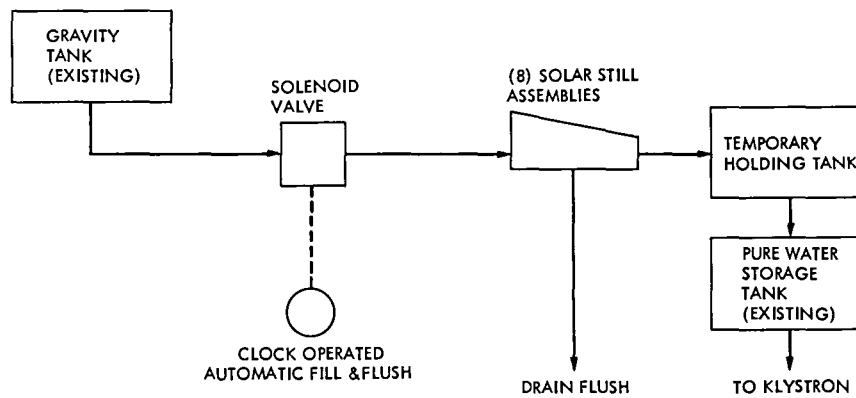 GRAVITY
TANK
(EXISTING)
SOLENOID
VALVE
(8) SOLAR STILL
ASSEMBLIES
TEMPORARY
HOLDING TANK
PURE WATER
STORAGE
TANK
(EXISTING)
CLOCK OPERATED
AUTOMATIC FILL &FLUSH
DRAIN FLUSH
TO KLYSTRON